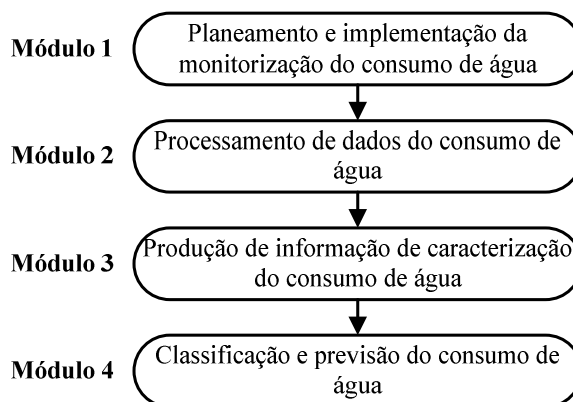 Módulo 1
Planeamento e implementação da
monitorização do consumo de água
Módulo 2
Processamento de dados do consumo de
água
Módulo 3
Produção de informação de caracterização
do consumo de água
Módulo 4
Classificação e previsão do consumo de
água